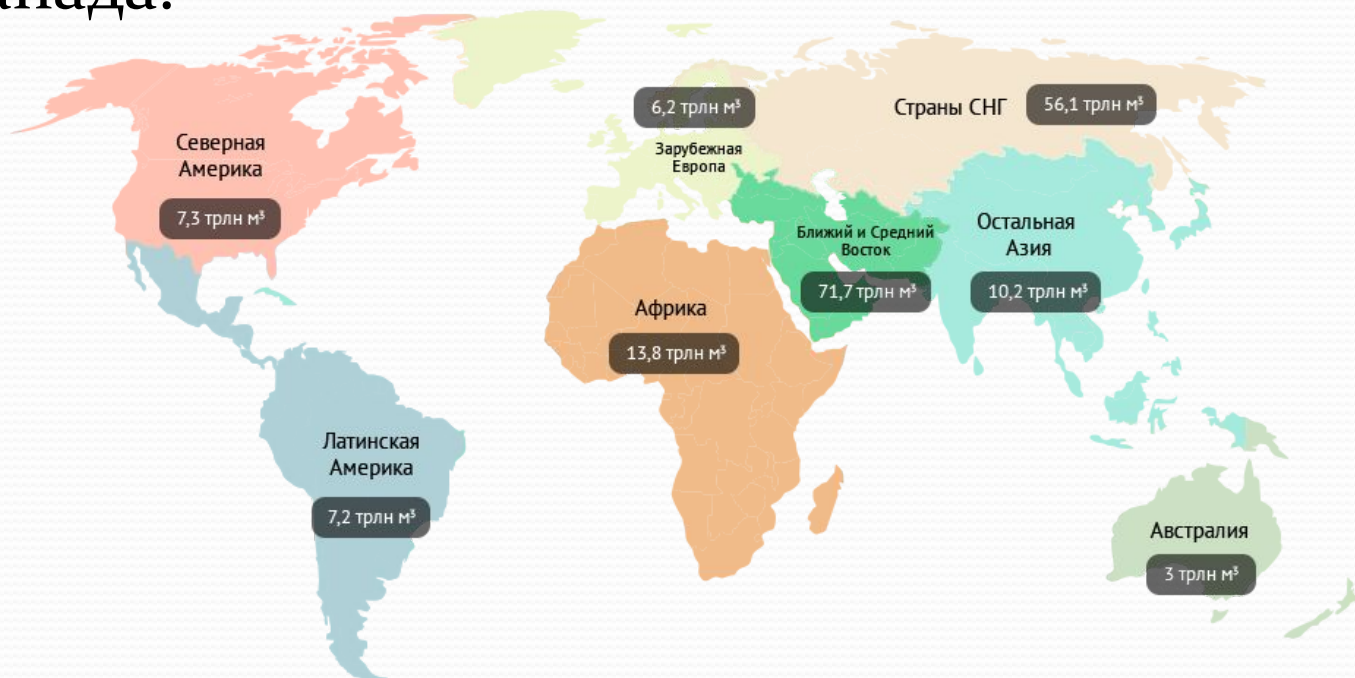 6,2 трлн м³
Страны СНГ
56,1 трлн м³
Северная
Америка
7,3 трлн м³
Зарубежная
Европа
Ближий и Средний
Восток
71,7 трлн м³
Остальная
Азия
10,2 трлн м³
Африка
13,8 трлн м³
Латинская
Америка
7,2 трлн м³
Австралия
3 трлн м³